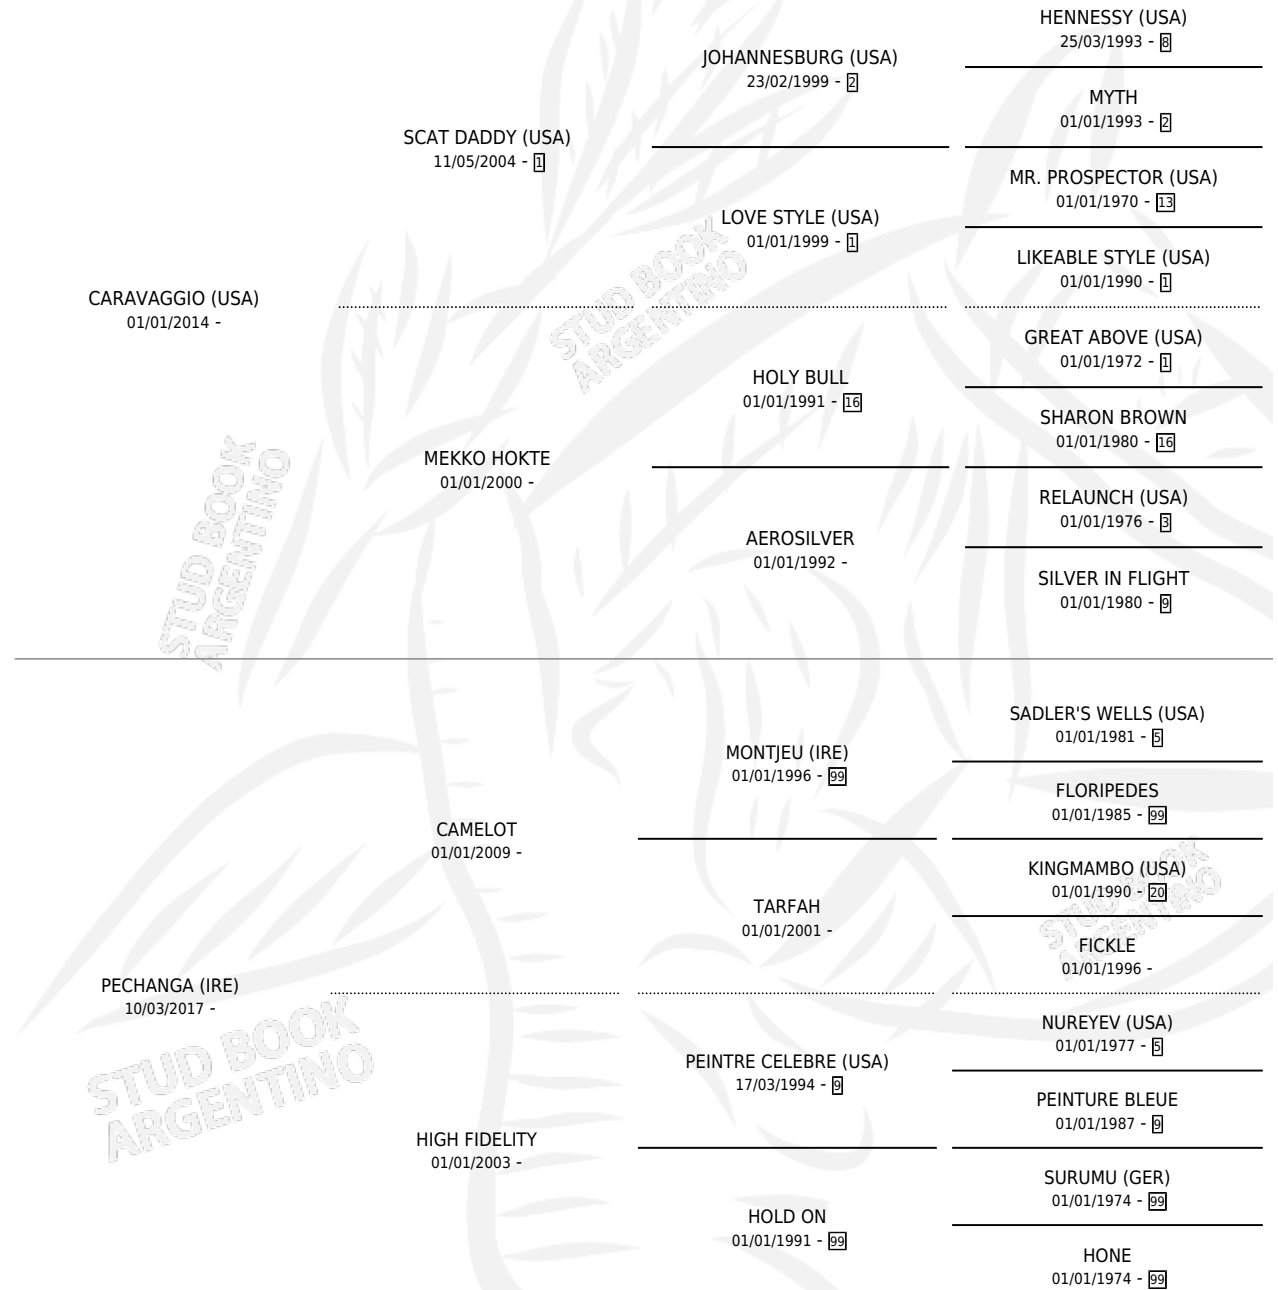 HENNESSY (USA)
25/03/1993 - 8
JOHANNESBURG (USA)
23/02/1999 - 2
MYTH
01/01/1993 - 2
SCAT DADDY (USA)
11/05/2004 - 1
MR. PROSPECTOR (USA)
01/01/1970 - 13
LOVE STYLE (USA)
01/01/1999 - 1
LIKEABLE STYLE (USA)
01/01/1990 - 1
CARAVAGGIO (USA)
01/01/2014 -
GREAT ABOVE (USA)
01/01/1972 - 1
HOLY BULL
01/01/1991 - 16
SHARON BROWN
01/01/1980 - 16
MEKKO HOKTE
01/01/2000 -
RELAUNCH (USA)
01/01/1976 - 3
AEROSILVER
01/01/1992 -
SILVER IN FLIGHT
01/01/1980 - 9
SADLER'S WELLS (USA)
01/01/1981 - 5
MONTJEU (IRE)
01/01/1996 - 99
FLORIPEDES
01/01/1985 - 99
CAMELOT
01/01/2009 -
KINGMAMBO (USA)
01/01/1990 - 20
TARFAH
01/01/2001 -
FICKLE
01/01/1996 -
PECHANGA (IRE)
10/03/2017 -
NUREYEV (USA)
01/01/1977 - 5
PEINTRE CELEBRE (USA)
17/03/1994 - 9
PEINTURE BLEUE
01/01/1987 - 9
HIGH FIDELITY
01/01/2003 -
SURUMU (GER)
01/01/1974 - 99
HOLD ON
01/01/1991 - 99
HONE
01/01/1974 - 99
STUD BOOK
ARGENTINO
STUD BOOK
ARGENTINO
STUD BOOK
ARGENTINO
STUD BOOK
ARGENTINO